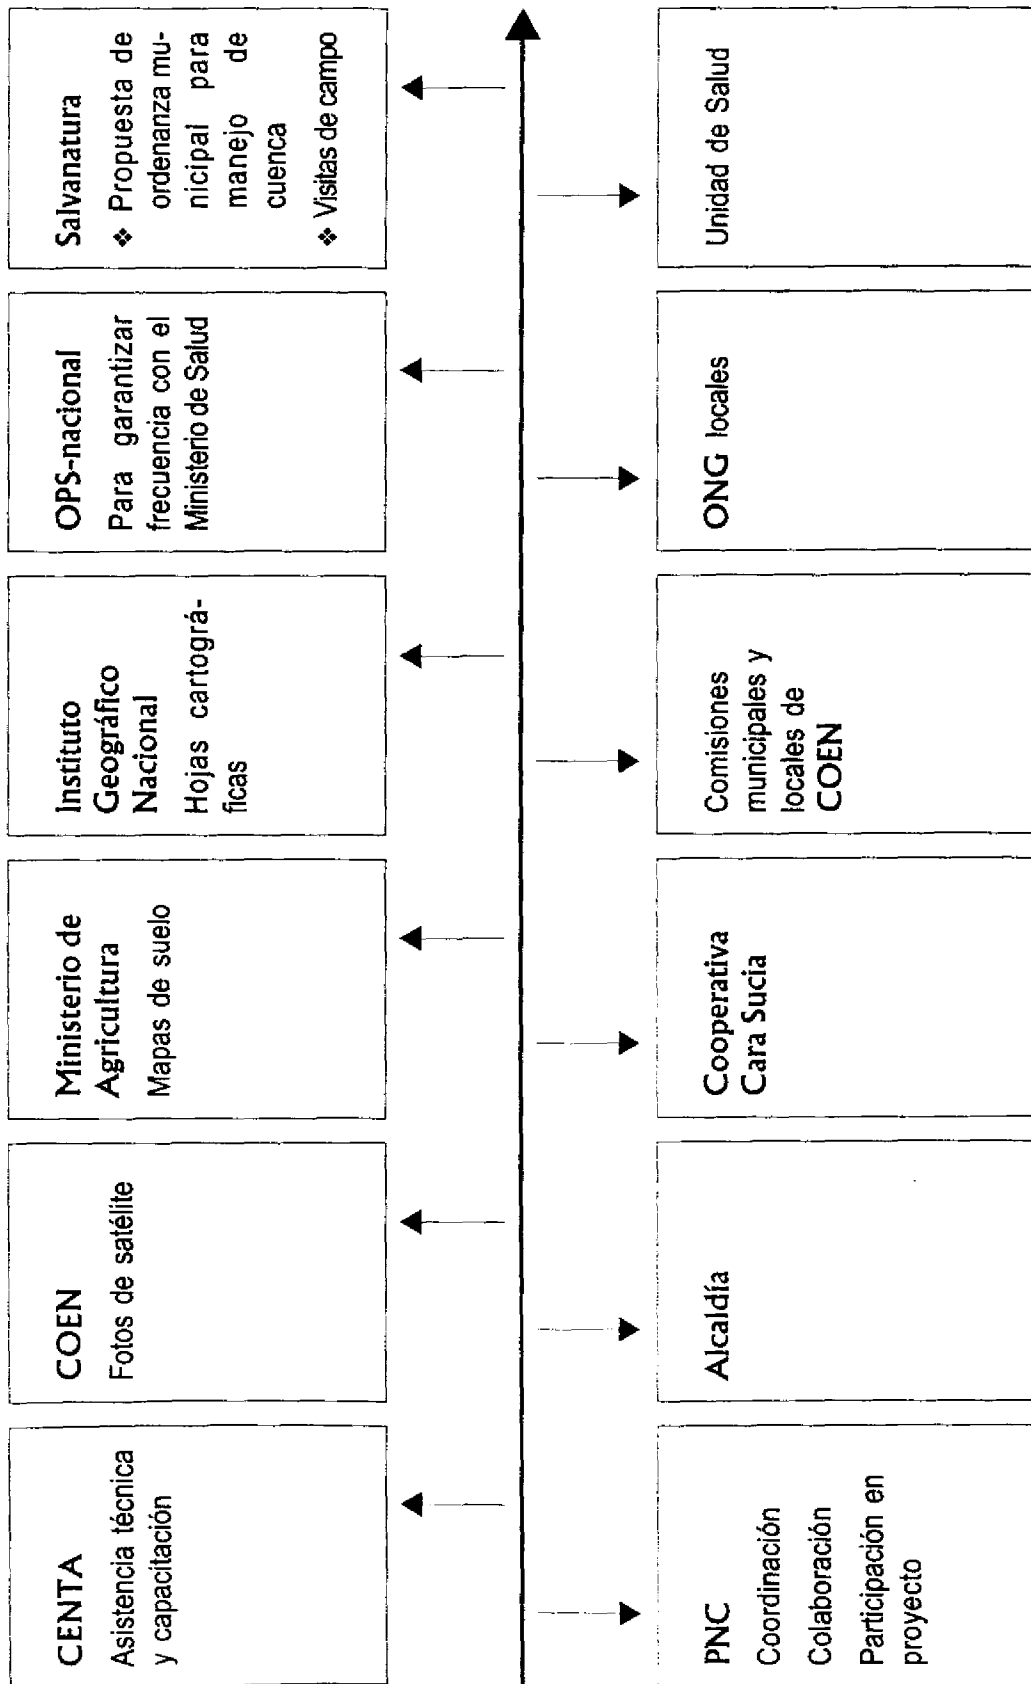 CENTA
Asistencia técnica
y capacitación
COEN
Fotos de satélite
Ministerio de
Agricultura
Mapas de suelo
Instituto
Geográfico
Nacional
Hojas cartográ-
ficas
OPS-nacional
Para garantizar
frecuencia con el
Ministerio de Salud
Salvanatura
❖ Propuesta de
ordenanza mu-
nicipal para
manejo de
cuenca
❖ Visitas de campo
PNC
Coordinación
Colaboración
Participación en
proyecto
Alcaldía
Cooperativa
Cara Sucia
Comisiones
municipales y
locales de
COEN
ONG locales
Unidad de Salud